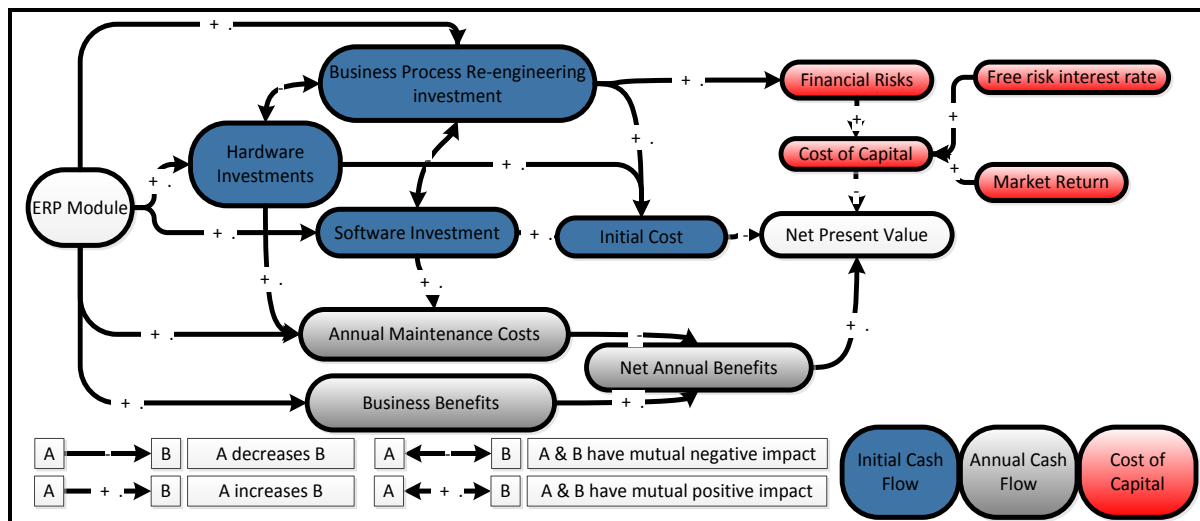 Business Process Re-engineering
investment
Financial Risks
Free risk interest rate
Hardware
Investments
Cost of Capital
Market Return
ERP Module
Software Investment
Initial Cost
Net Present Value
Annual Maintenance Costs
Net Annual Benefits
Business Benefits
+ .
+ .
+ .
+ .
+ .
+ .
+ .
+ .
+ .
+ .
+ .
+ .
+ .
+
+
+
-
-
-
-
-
A - B A decreases B
A - B A & B have mutual negative impact
A + . B A increases B
A + . B A & B have mutual positive impact
Initial Cash
Flow
Annual Cash
Flow
Cost of
Capital